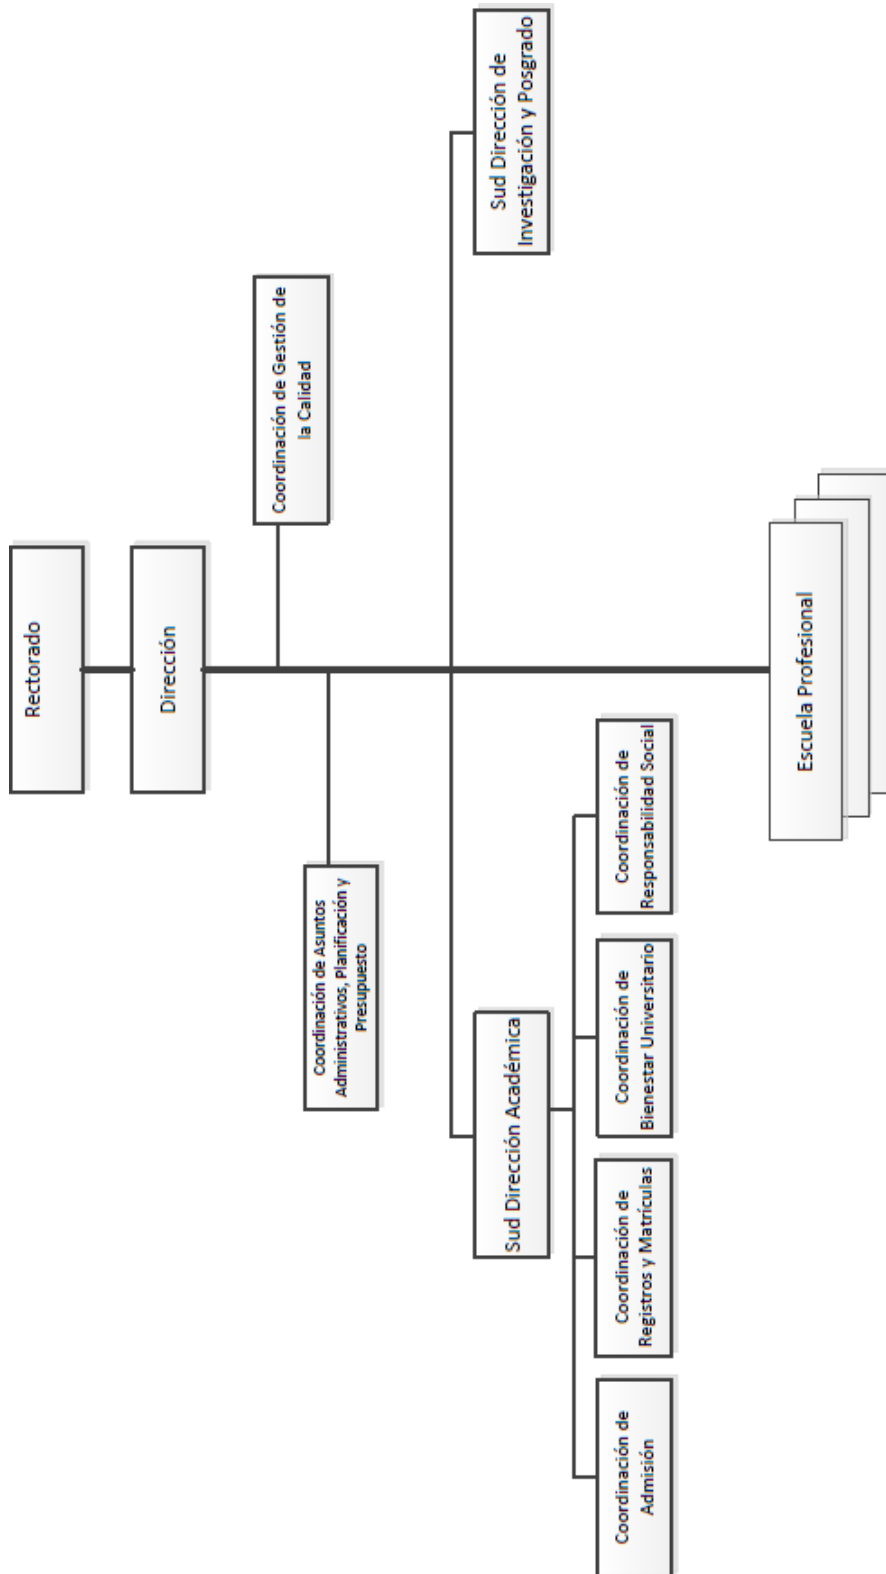 Rectorado
Dirección
Coordinación de Gestión de
la Calidad
Coordinación de Asuntos
Administrativos, Planificación y
Presupuesto
Sud Dirección Académica
Sud Dirección de
Investigación y Posgrado
Coordinación de
Admisión
Coordinación de
Registros y Matrículas
Coordinación de
Bienestar Universitario
Coordinación de
Responsabilidad Social
Escuela Profesional